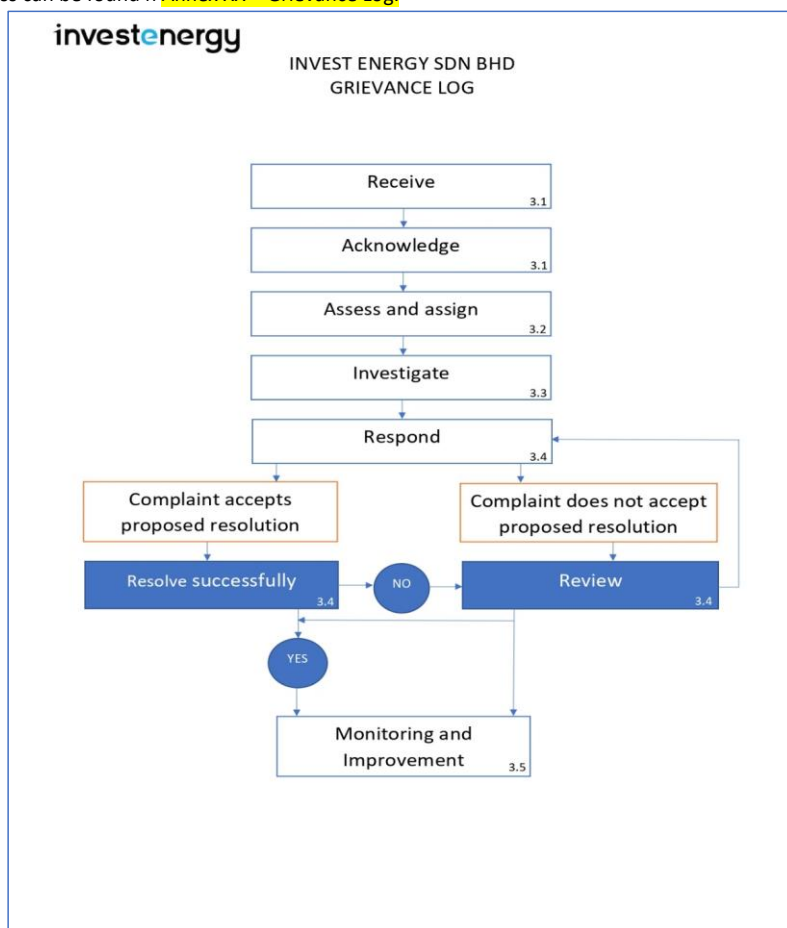 investenergy
INVEST ENERGY SDN BHD
GRIEVANCE LOG
Receive
3.1
Acknowledge
3.1
Assess and assign
3.2
Investigate
3.3
Respond
3.4
Complaint accepts
proposed resolution
Complaint does not accept
proposed resolution
Resolve successfully
3.4
NO
Review
3.4
YES
Monitoring and
Improvement
3.5